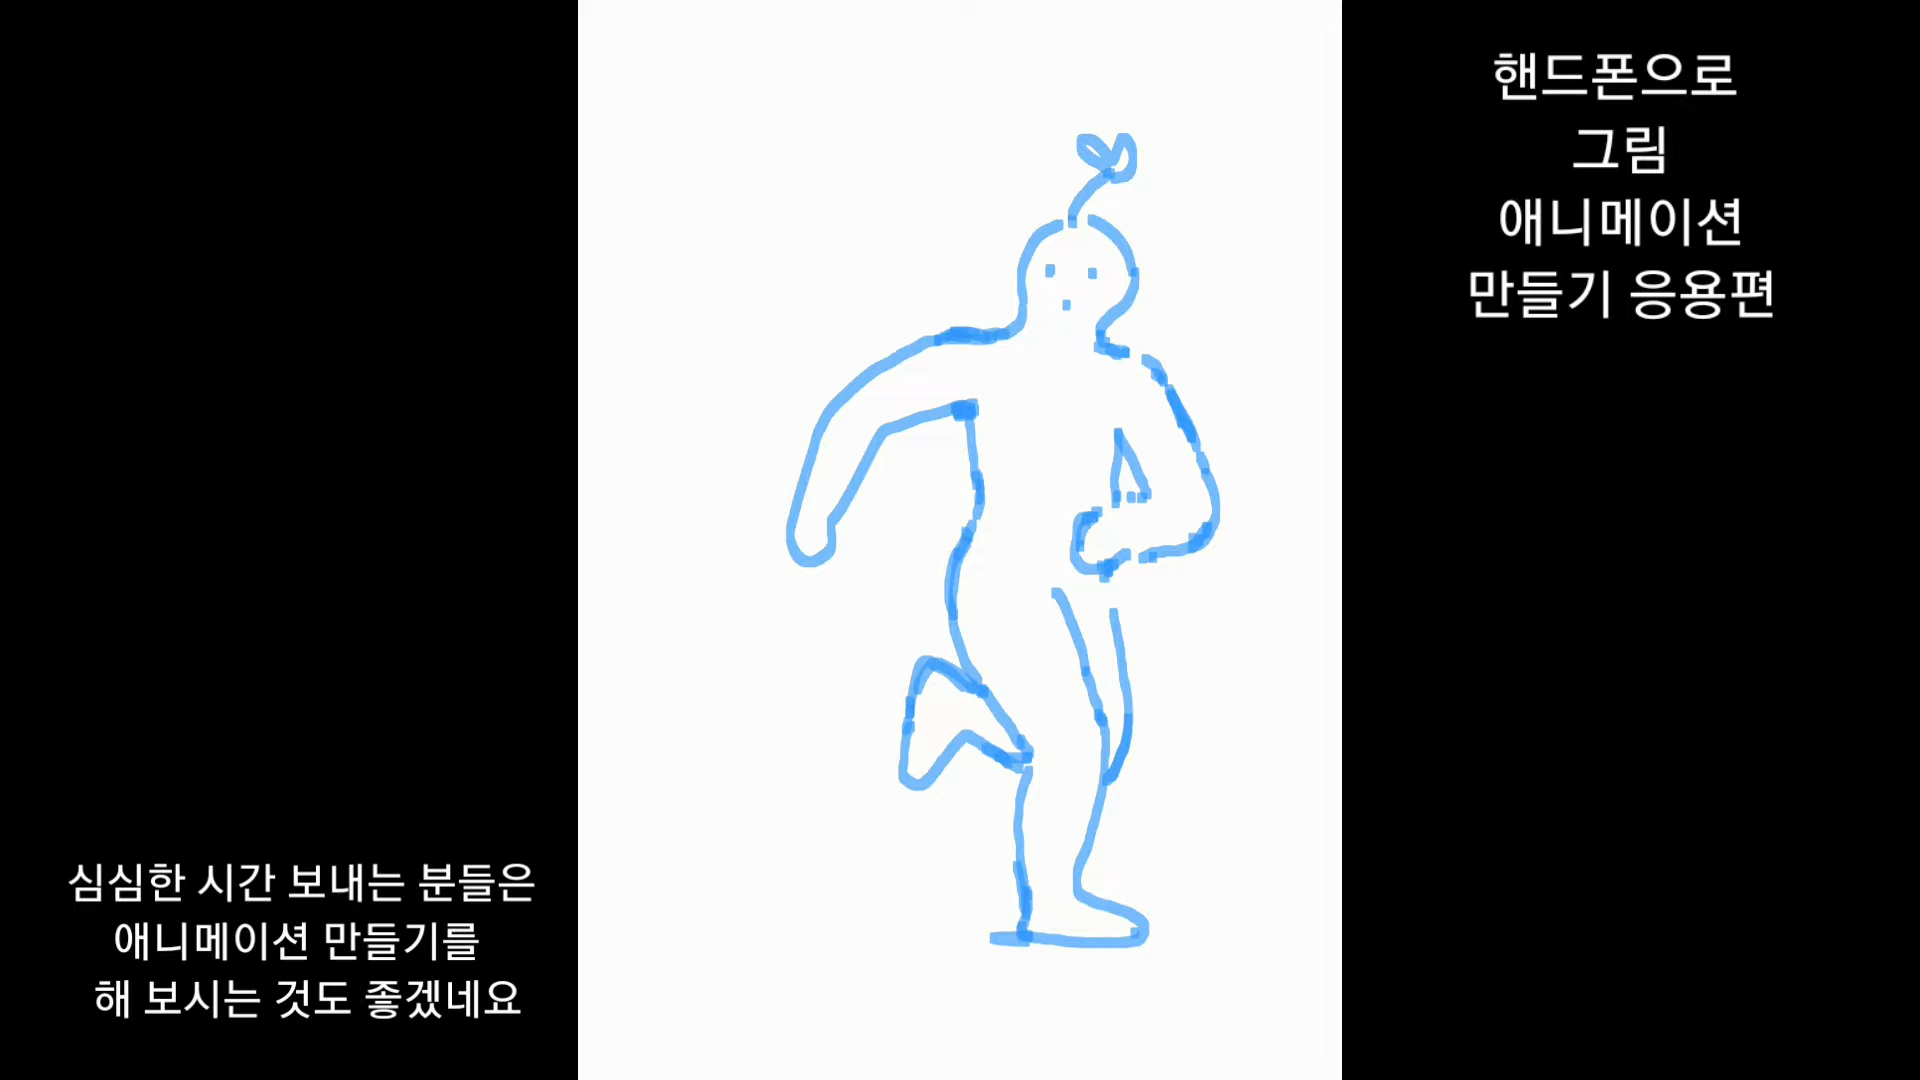 핸드폰으로
그림
애니메이션
만들기 응용편
심심한 시간 보내는 분들은
애니메이션 만들기를
해 보시는 것도 좋겠네요